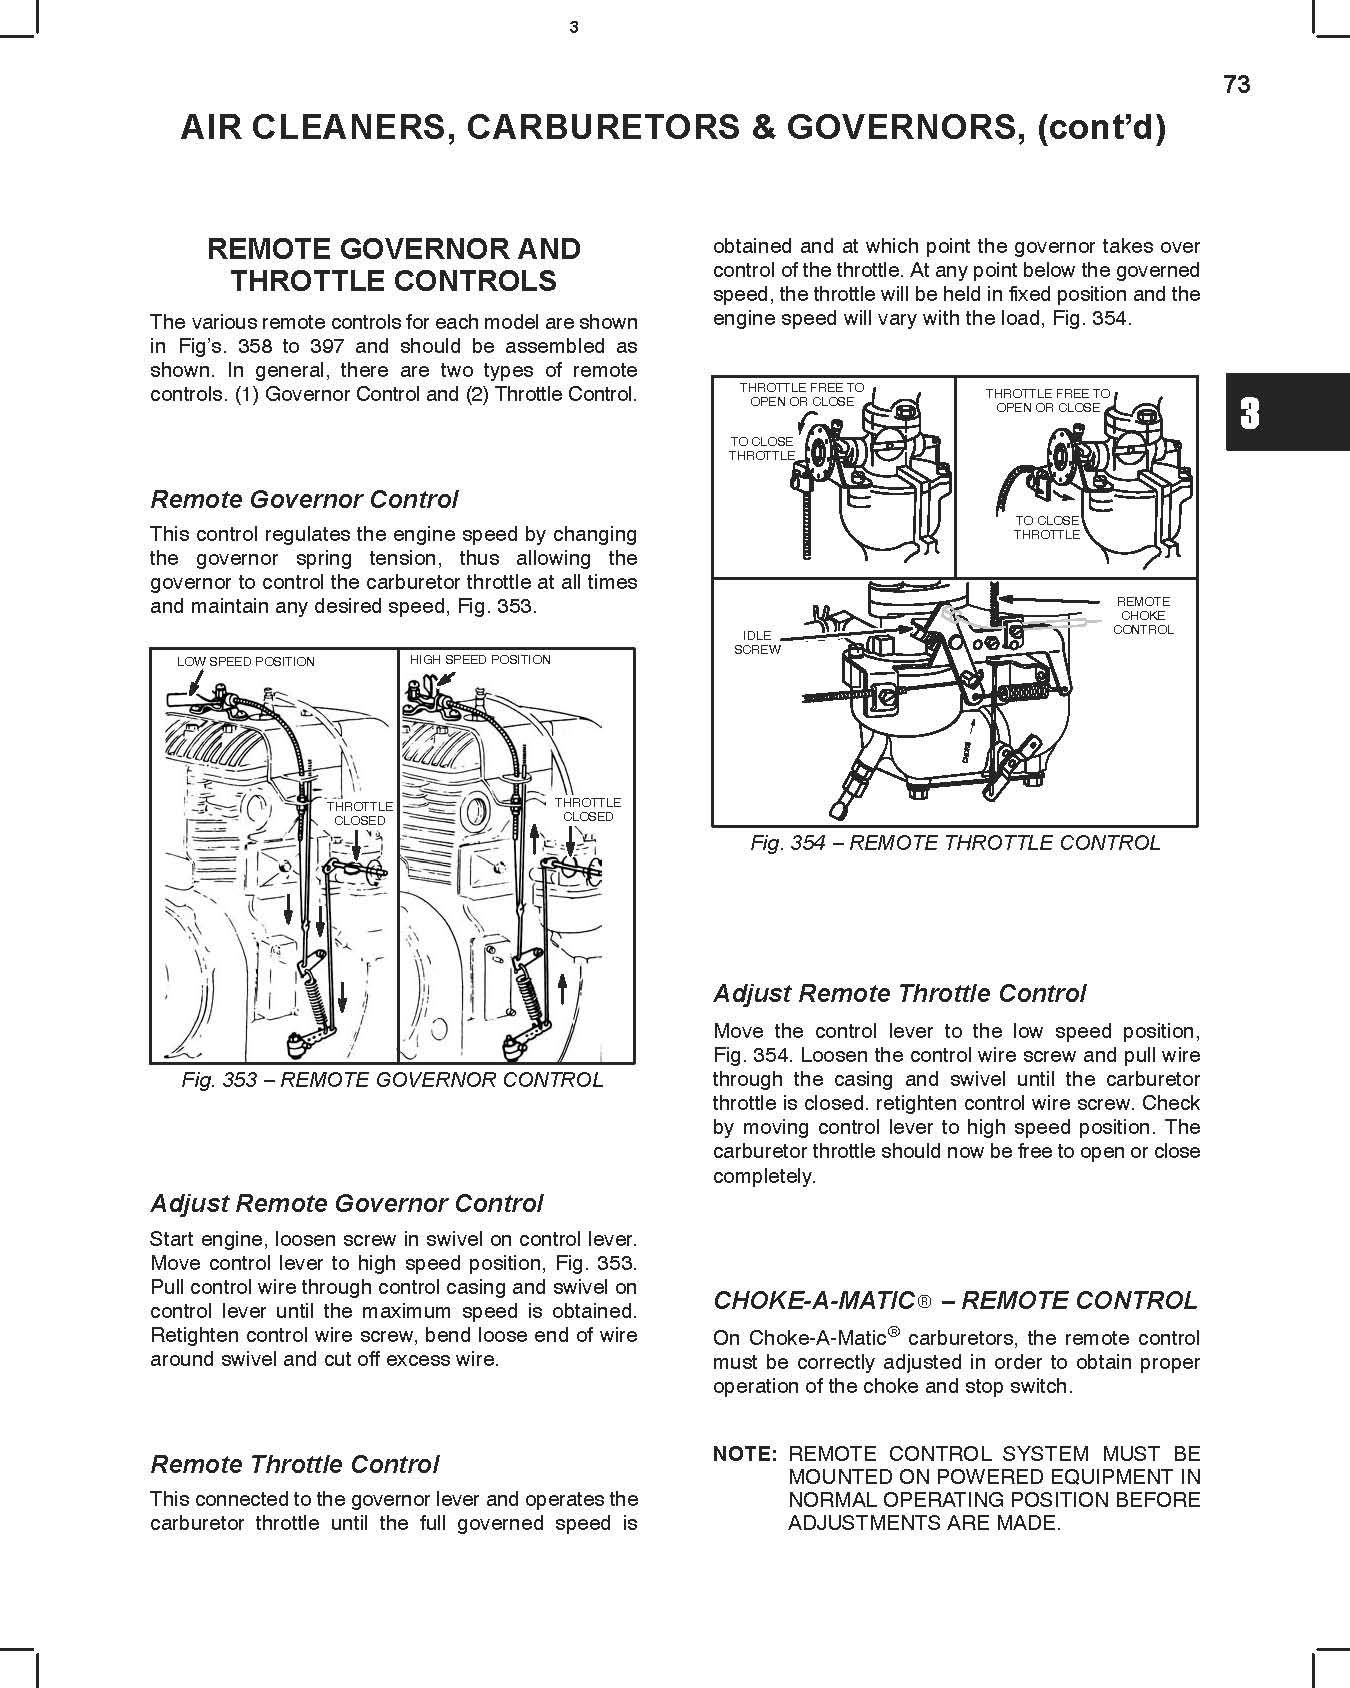 3
73
AIR CLEANERS, CARBURETORS & GOVERNORS, (cont’d)
REMOTE GOVERNOR AND
THROTTLE CONTROLS
The various remote controls for each model are shown
in Fig’s. 358 to 397 and should be assembled as
shown. In general, there are two types of remote
controls. (1) Governor Control and (2) Throttle Control.
Remote Governor Control
This control regulates the engine speed by changing
the governor spring tension, thus allowing the
governor to control the carburetor throttle at all times
and maintain any desired speed, Fig. 353.
LOW SPEED POSITION
HIGH SPEED POSITION
THROTTLE
CLOSED
THROTTLE
CLOSED
Fig. 353 – REMOTE GOVERNOR CONTROL
Adjust Remote Governor Control
Start engine, loosen screw in swivel on control lever.
Move control lever to high speed position, Fig. 353.
Pull control wire through control casing and swivel on
control lever until the maximum speed is obtained.
Retighten control wire screw, bend loose end of wire
around swivel and cut off excess wire.
Remote Throttle Control
This connected to the governor lever and operates the
carburetor throttle until the full governed speed is
obtained and at which point the governor takes over
control of the throttle. At any point below the governed
speed, the throttle will be held in fixed position and the
engine speed will vary with the load, Fig. 354.
THROTTLE FREE TO
OPEN OR CLOSE
TO CLOSE
THROTTLE
THROTTLE FREE TO
OPEN OR CLOSE
TO CLOSE
THROTTLE
IDLE
SCREW
REMOTE
CHOKE
CONTROL
Fig. 354 – REMOTE THROTTLE CONTROL
3
Adjust Remote Throttle Control
Move the control lever to the low speed position,
Fig. 354. Loosen the control wire screw and pull wire
through the casing and swivel until the carburetor
throttle is closed. retighten control wire screw. Check
by moving control lever to high speed position. The
carburetor throttle should now be free to open or close
completely.
CHOKE-A-MATIC® – REMOTE CONTROL
On Choke-A-Matic® carburetors, the remote control
must be correctly adjusted in order to obtain proper
operation of the choke and stop switch.
NOTE: REMOTE CONTROL SYSTEM MUST BE
MOUNTED ON POWERED EQUIPMENT IN
NORMAL OPERATING POSITION BEFORE
ADJUSTMENTS ARE MADE.